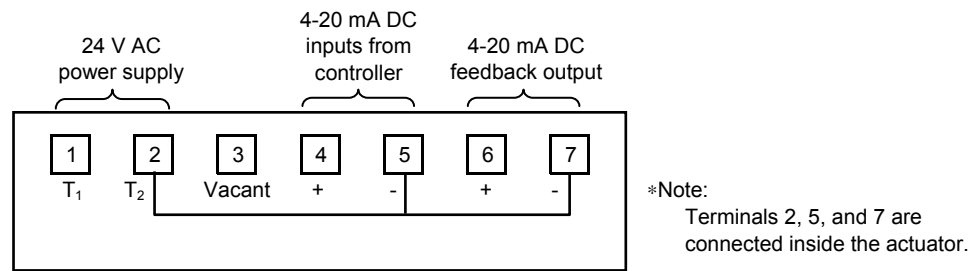 24 V AC
power supply
4-20 mA DC
inputs from
controller
4-20 mA DC
feedback output
1 2 3 4 5 6 7
T₁ T₂ Vacant + - + -
∗Note:
Terminals 2, 5, and 7 are
connected inside the actuator.